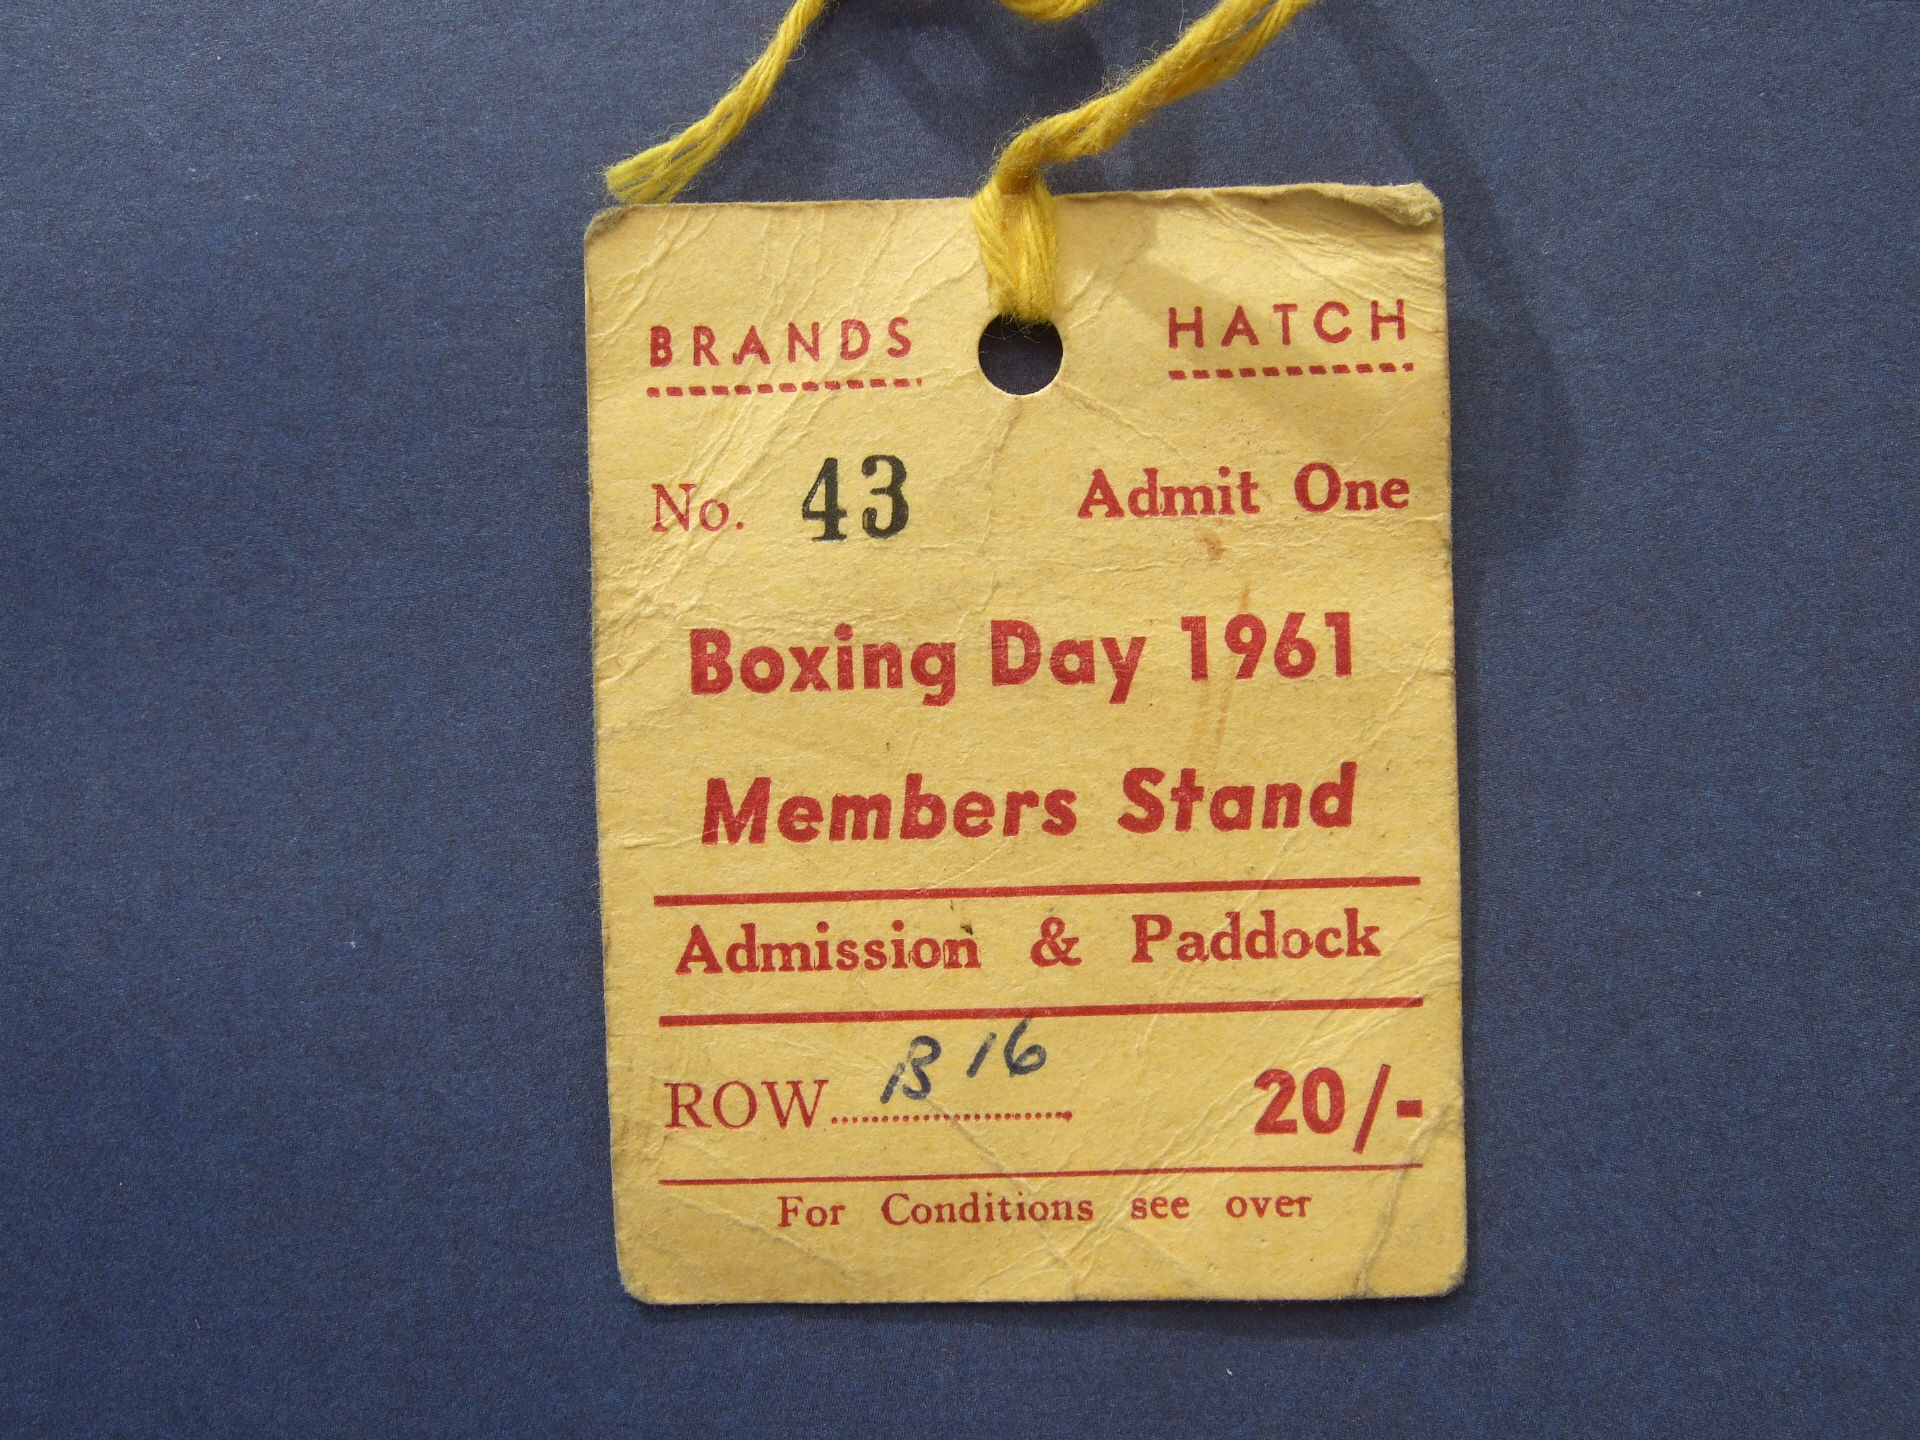 BRANDS HATCH
No. 43 Admit One
Boxing Day 1961
Members Stand
Admission & Paddock
ROW B 16 20/-
For Conditions see over